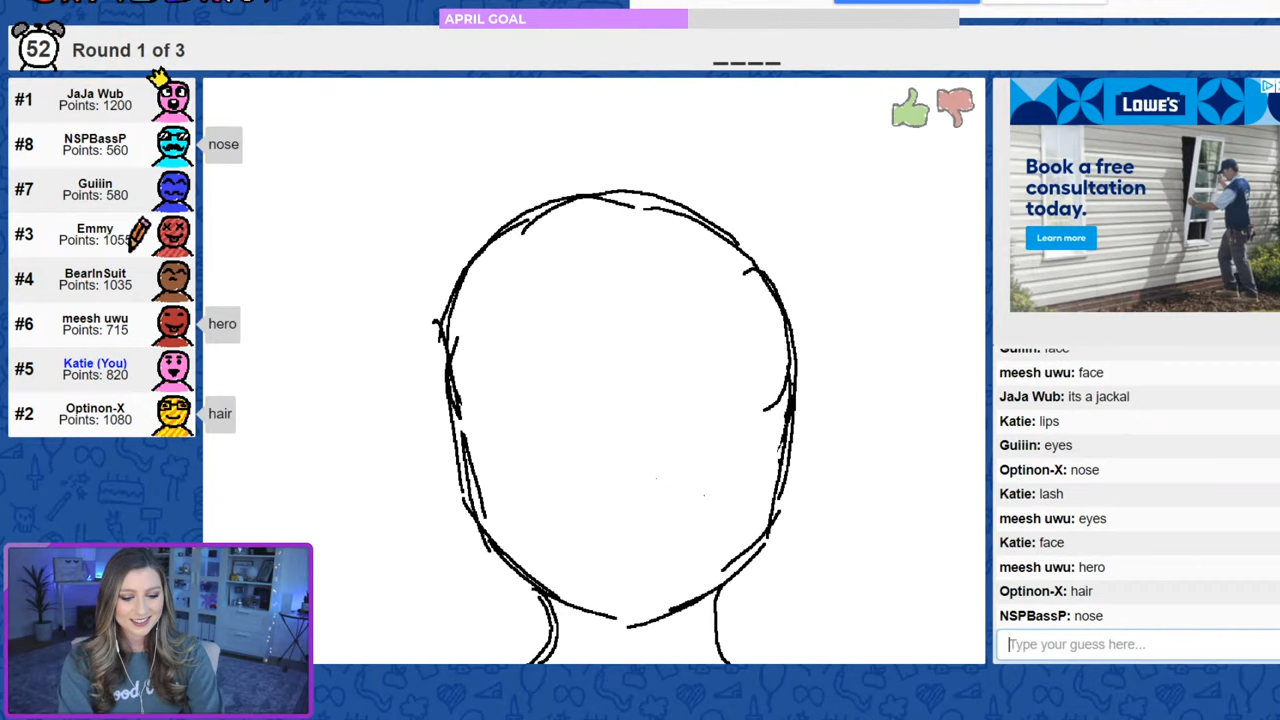 APRIL GOAL
52
Round 1 of 3
_ _ _ _
#1 JaJa Wub
Points: 1200
#8 NSPBassP
Points: 560
nose
#7 Guiiin
Points: 580
#3 Emmy
Points: 1055
#4 BearInSuit
Points: 1035
#6 meesh uwu
Points: 715
hero
#5 Katie (You)
Points: 820
#2 Optinon-X
Points: 1080
hair
LOWE'S
Book a free
consultation
today.
Learn more
Guiiin: face
meesh uwu: face
JaJa Wub: its a jackal
Katie: lips
Guiiin: eyes
Optinon-X: nose
Katie: lash
meesh uwu: eyes
Katie: face
meesh uwu: hero
Optinon-X: hair
NSPBassP: nose
Type your guess here...